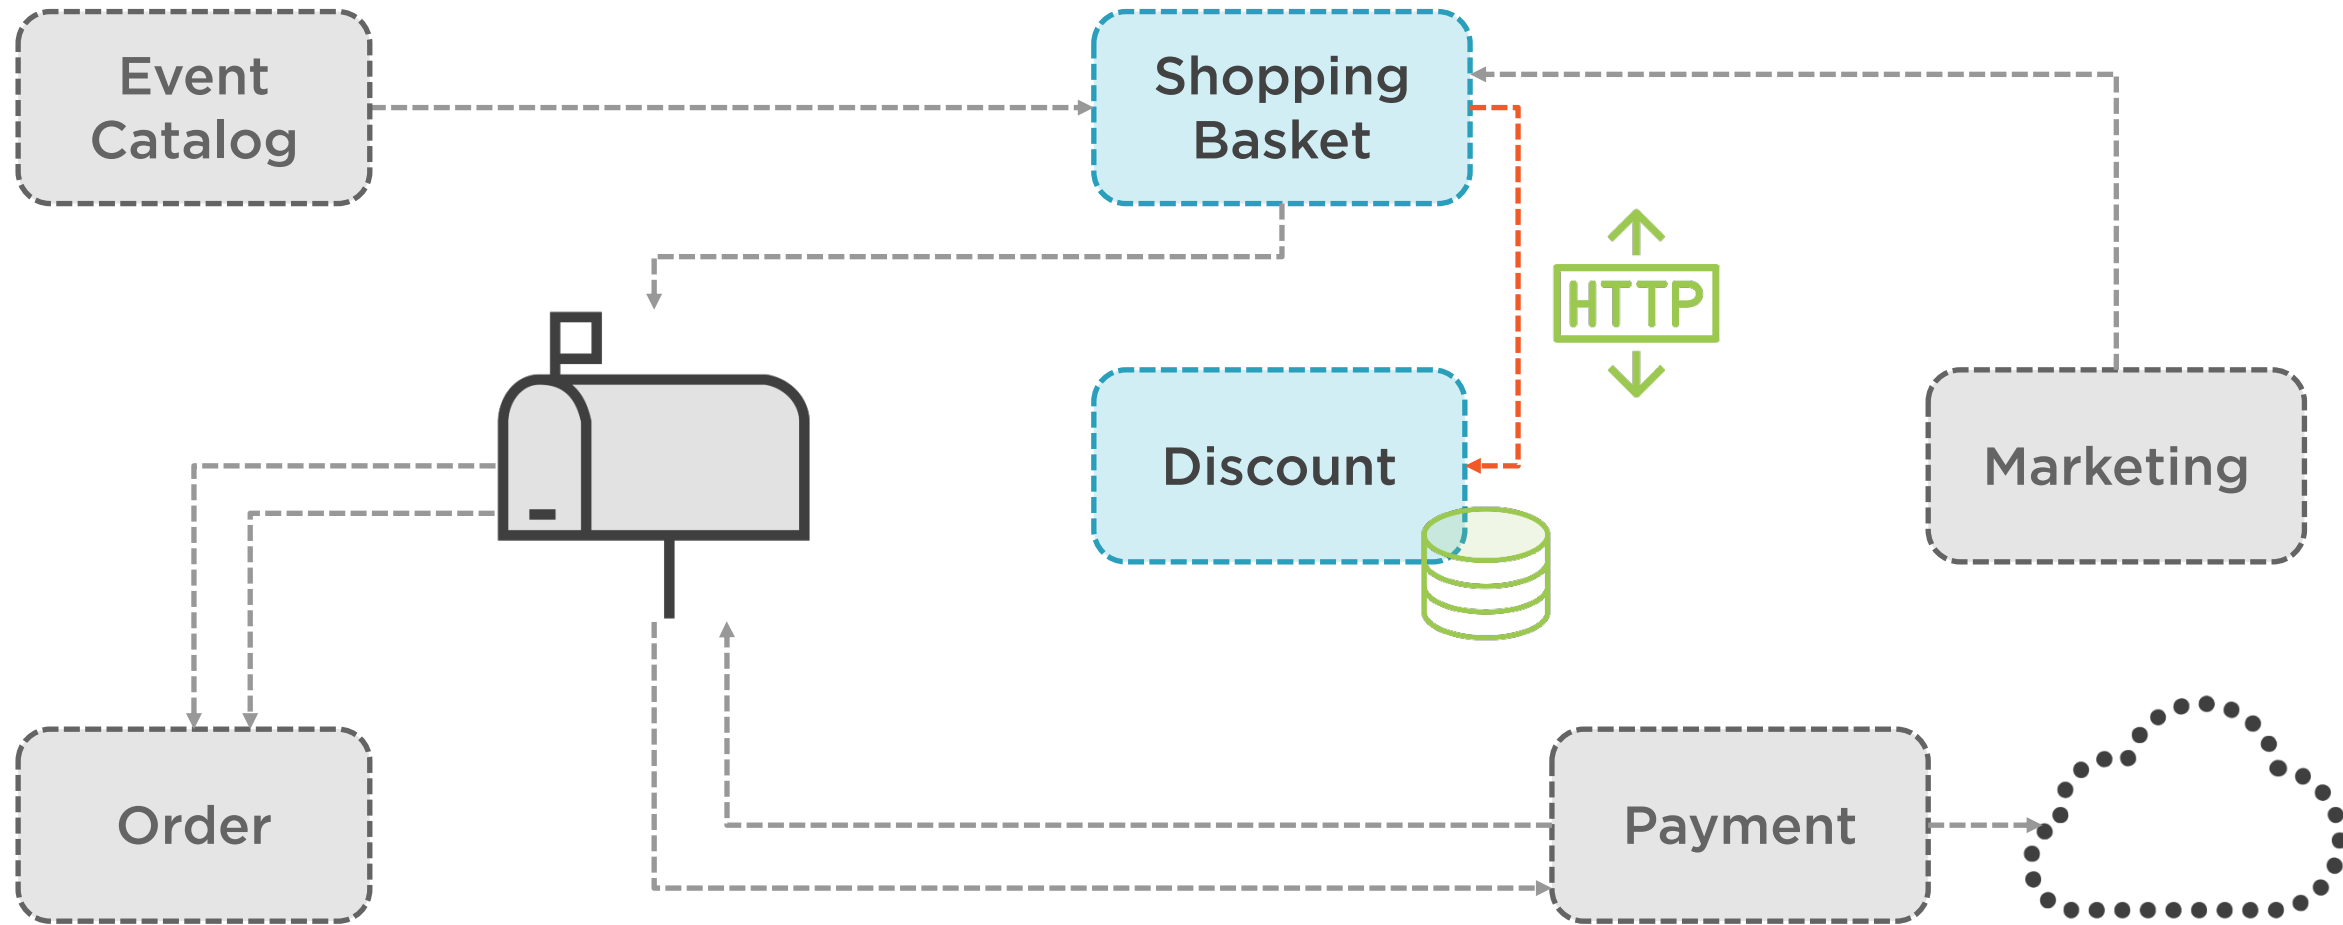 Event
Catalog
Shopping
Basket
HTTP
Discount
Marketing
Order
Payment